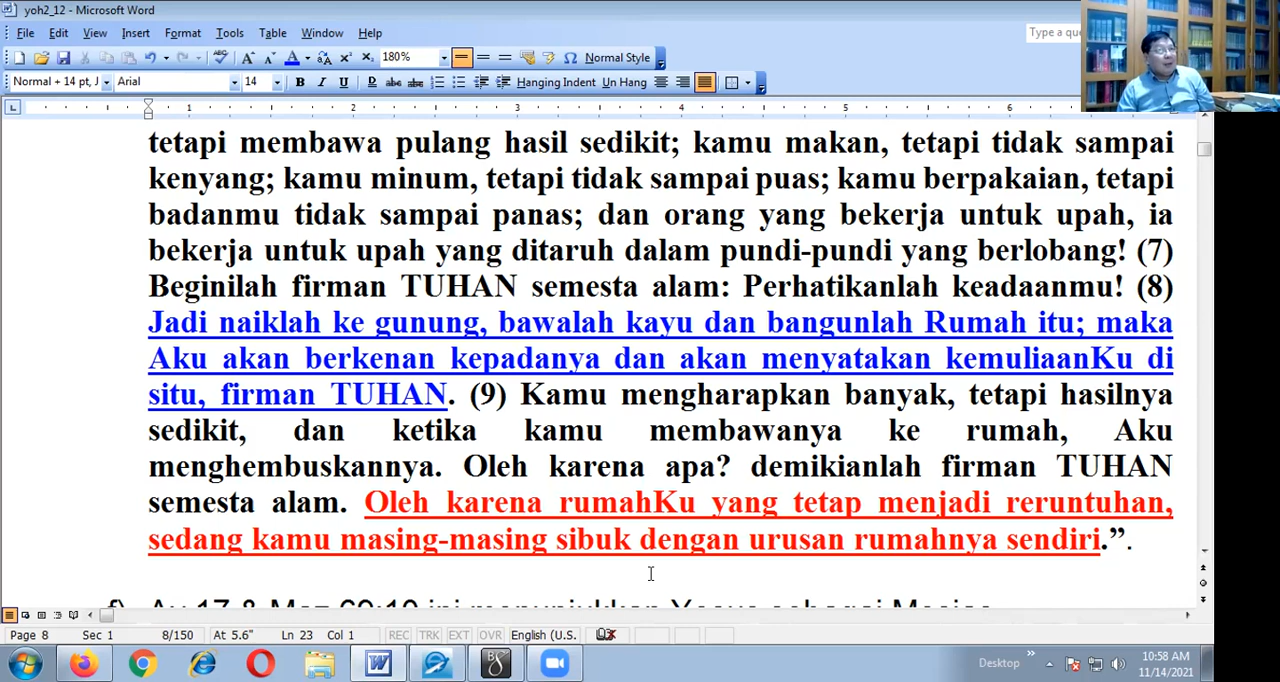 yoh2_12 - Microsoft Word
File Edit View Insert Format Tools Table Window Help
Type a que
180% Normal Style
Normal + 14 pt, J Arial 14 B I U D abc abc Hanging Indent Un Hang
1 2 3 4 5 6
tetapi membawa pulang hasil sedikit; kamu makan, tetapi tidak sampai
kenyang; kamu minum, tetapi tidak sampai puas; kamu berpakaian, tetapi
badanmu tidak sampai panas; dan orang yang bekerja untuk upah, ia
bekerja untuk upah yang ditaruh dalam pundi-pundi yang berlobang! (7)
Beginilah firman TUHAN semesta alam: Perhatikanlah keadaanmu! (8)
Jadi naiklah ke gunung, bawalah kayu dan bangunlah Rumah itu; maka
Aku akan berkenan kepadanya dan akan menyatakan kemuliaanKu di
situ, firman TUHAN. (9) Kamu mengharapkan banyak, tetapi hasilnya
sedikit, dan ketika kamu membawanya ke rumah, Aku
menghembuskannya. Oleh karena apa? demikianlah firman TUHAN
semesta alam. Oleh karena rumahKu yang tetap menjadi reruntuhan,
sedang kamu masing-masing sibuk dengan urusan rumahnya sendiri.”.
Page 8 Sec 1 8/150 At 5.6" Ln 23 Col 1 REC TRK EXT OVR English (U.S.
Desktop
10:58 AM
11/14/2021